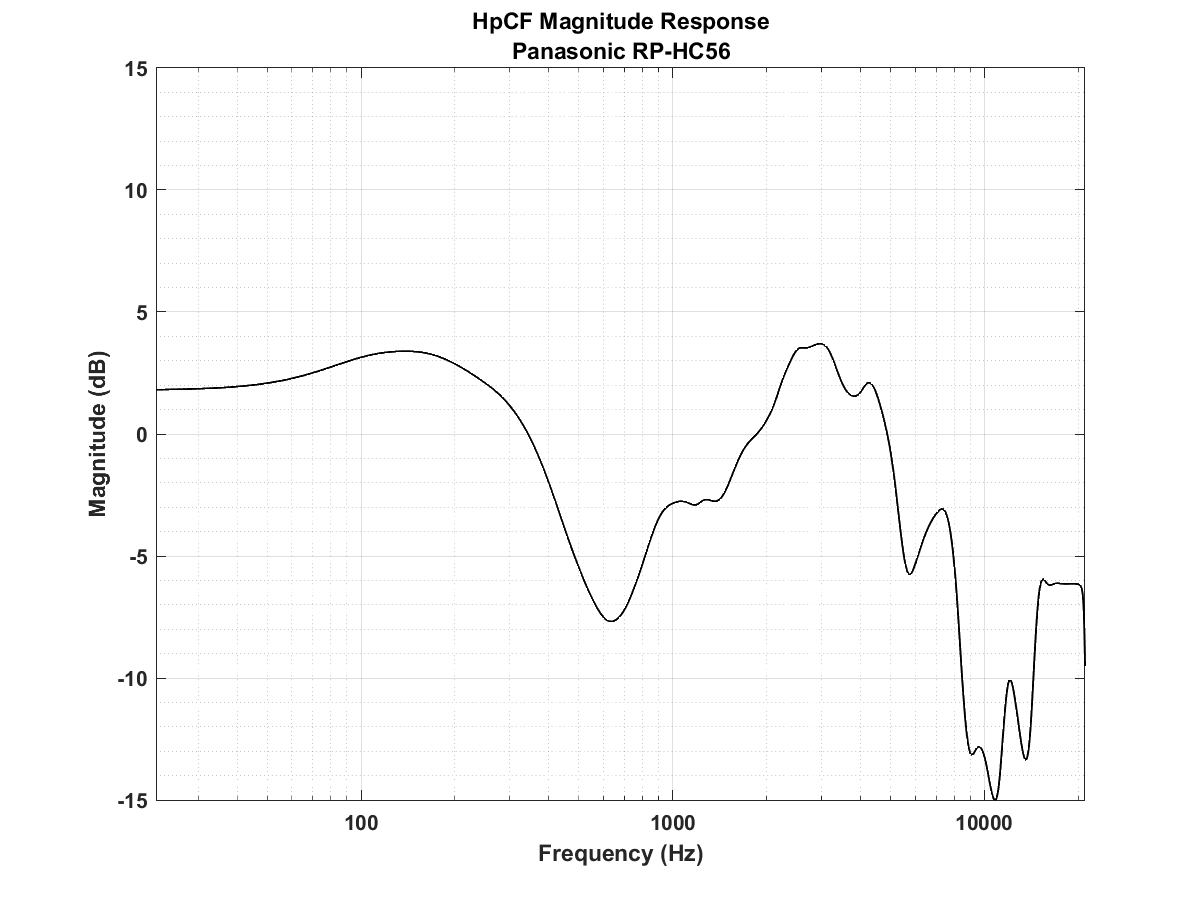 HpCF Magnitude Response
Panasonic RP-HC56
15
10
5
0
-5
-10
-15
Magnitude (dB)
100
1000
10000
Frequency (Hz)